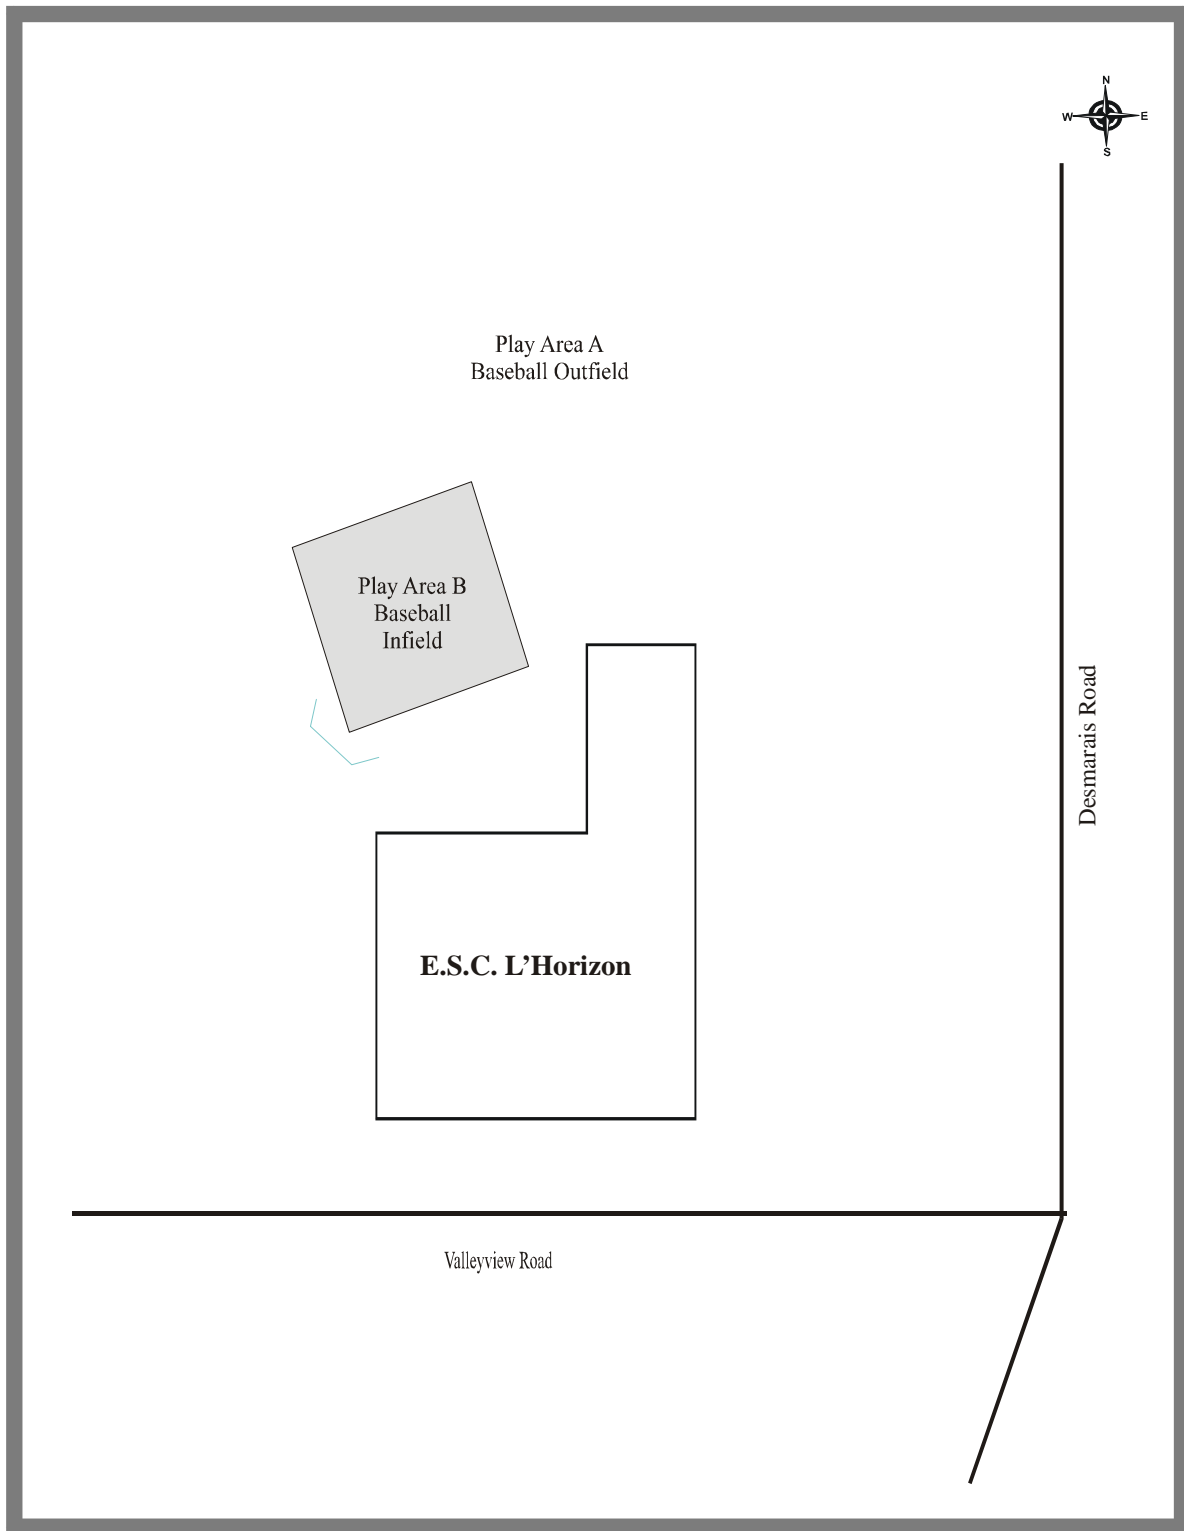 N
W E
S
Play Area A
Baseball Outfield
Play Area B
Baseball
Infield
Desmarais Road
E.S.C. L’Horizon
Valleyview Road